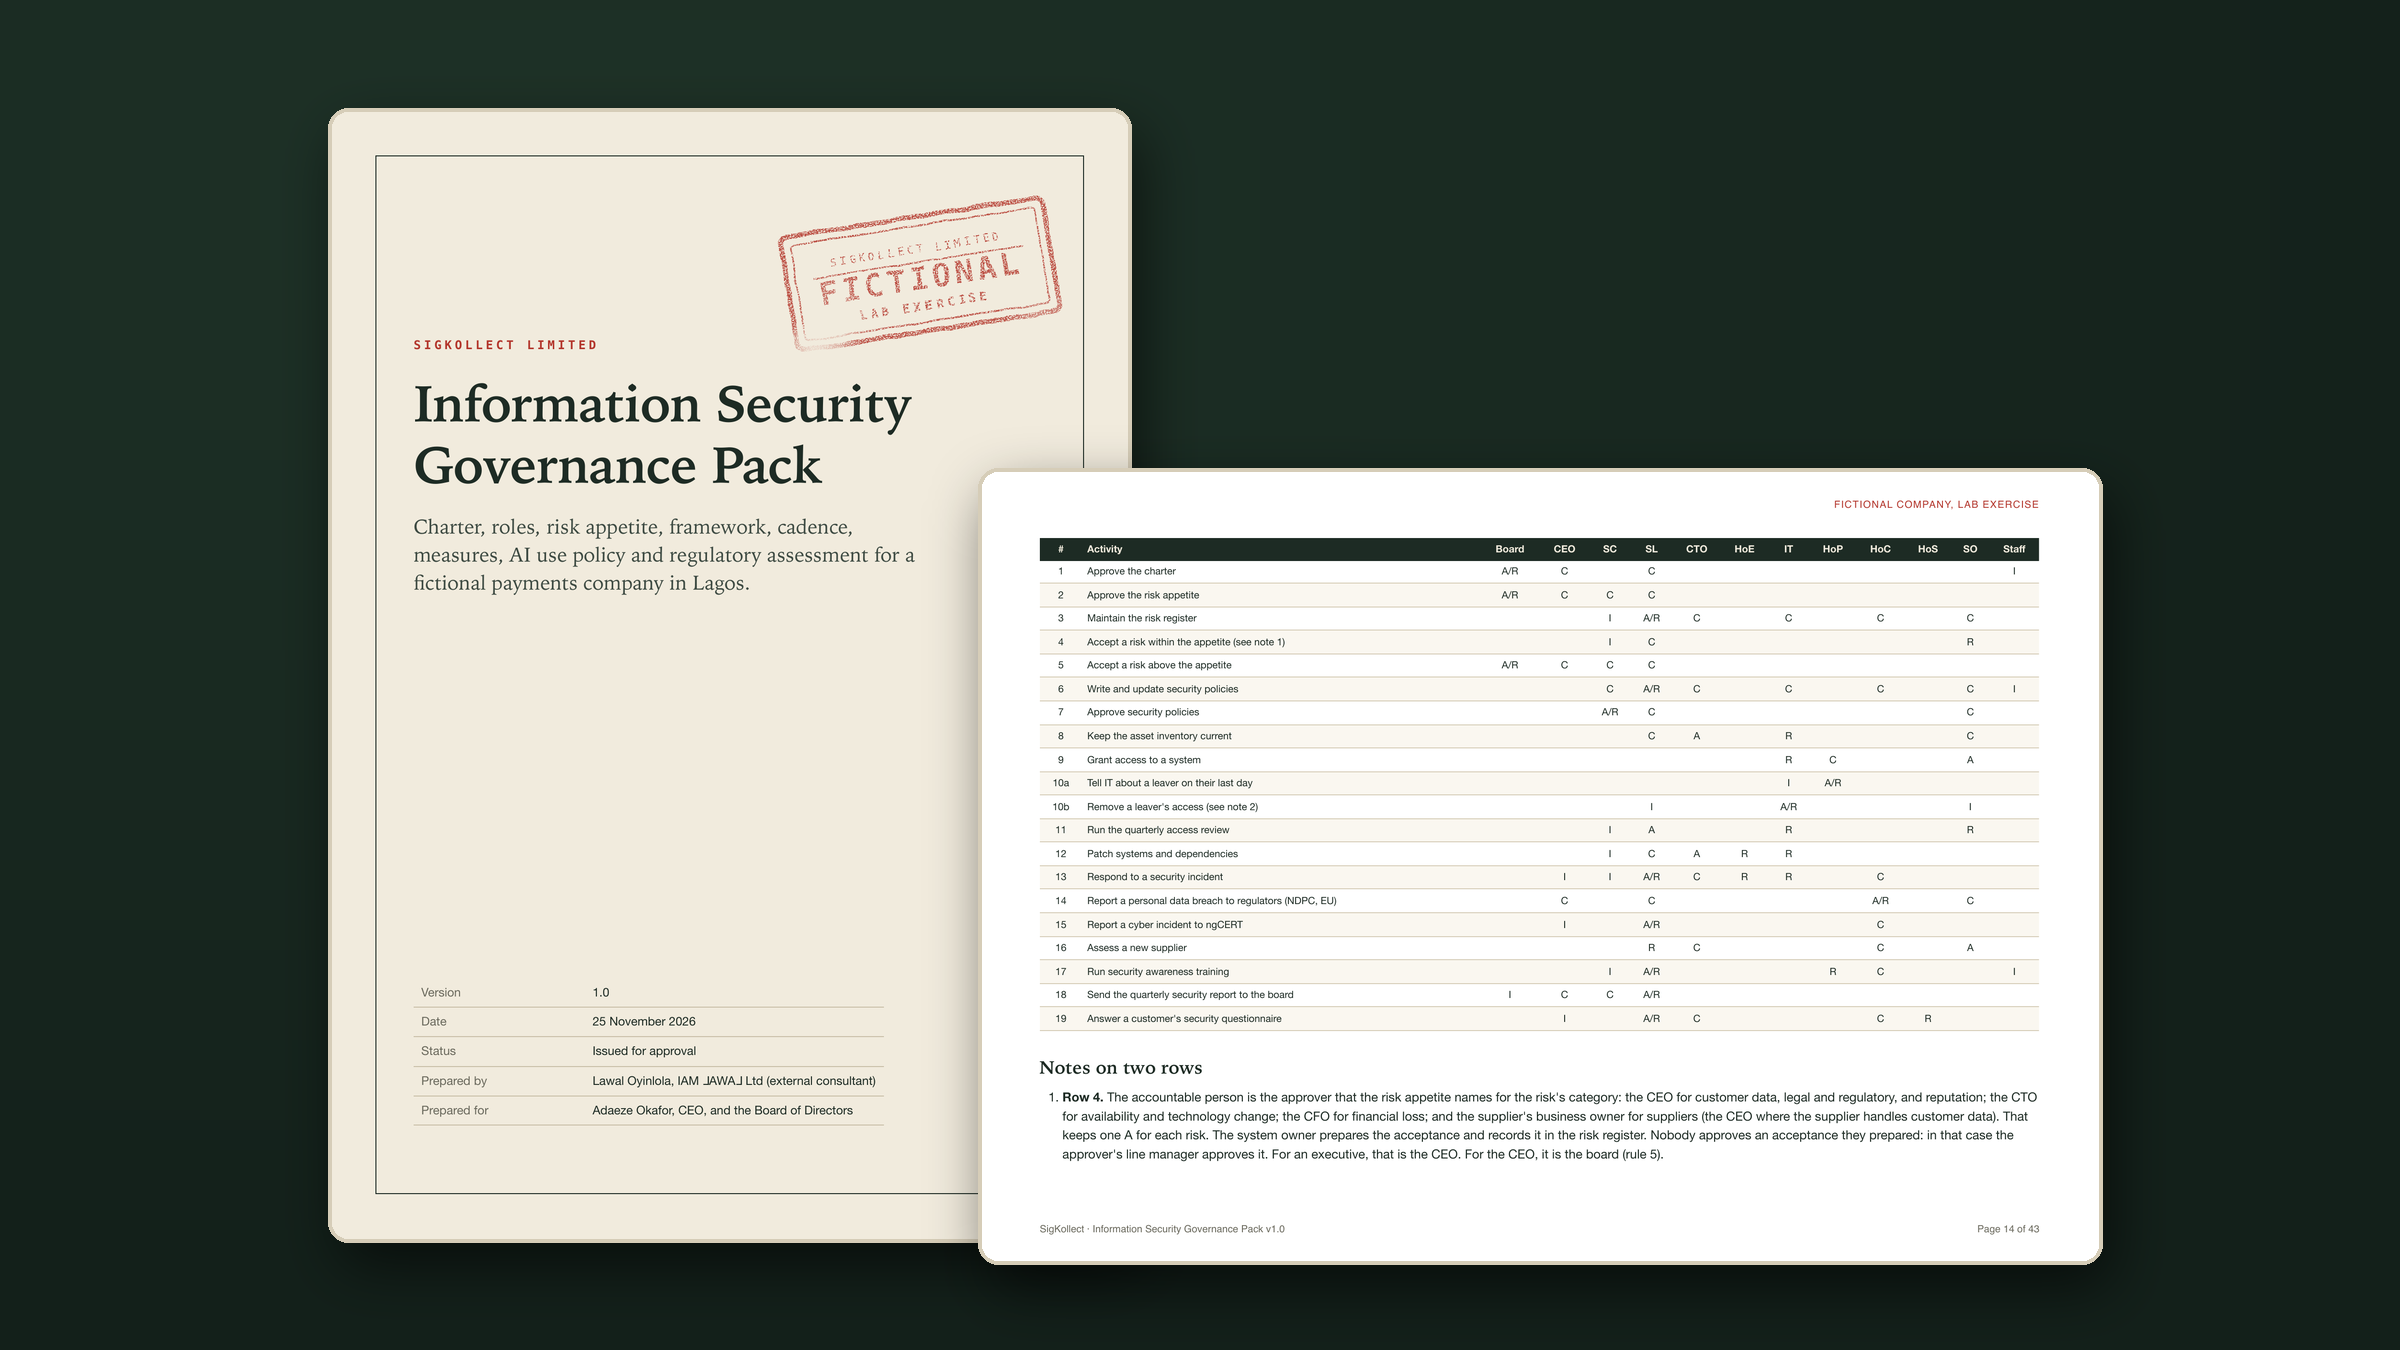 SIGKOLLECT LIMITED
FICTIONAL
LAB EXERCISE
SIGKOLLECT LIMITED
Information Security
Governance Pack
Charter, roles, risk appetite, framework, cadence,
measures, AI use policy and regulatory assessment for a
fictional payments company in Lagos.
Version 1.0
Date 25 November 2026
Status Issued for approval
Prepared by Lawal Oyinlola, IAM ⅃AWA⅃ Ltd (external consultant)
Prepared for Adaeze Okafor, CEO, and the Board of Directors
FICTIONAL COMPANY, LAB EXERCISE
# Activity Board CEO SC SL CTO HoE IT HoP HoC HoS SO Staff
1 Approve the charter A/R C C I
2 Approve the risk appetite A/R C C C
3 Maintain the risk register I A/R C C C C
4 Accept a risk within the appetite (see note 1) I C R
5 Accept a risk above the appetite A/R C C C
6 Write and update security policies C A/R C C C C I
7 Approve security policies A/R C C
8 Keep the asset inventory current C A R C
9 Grant access to a system R C A
10a Tell IT about a leaver on their last day I A/R
10b Remove a leaver's access (see note 2) I A/R I
11 Run the quarterly access review I A R R
12 Patch systems and dependencies I C A R R
13 Respond to a security incident I I A/R C R R C
14 Report a personal data breach to regulators (NDPC, EU) C C A/R C
15 Report a cyber incident to ngCERT I A/R C
16 Assess a new supplier R C C A
17 Run security awareness training I A/R R C I
18 Send the quarterly security report to the board I C C A/R
19 Answer a customer's security questionnaire I A/R C C R
Notes on two rows
1. Row 4. The accountable person is the approver that the risk appetite names for the risk's category: the CEO for customer data, legal and regulatory, and reputation; the CTO
for availability and technology change; the CFO for financial loss; and the supplier's business owner for suppliers (the CEO where the supplier handles customer data). That
keeps one A for each risk. The system owner prepares the acceptance and records it in the risk register. Nobody approves an acceptance they prepared: in that case the
approver's line manager approves it. For an executive, that is the CEO. For the CEO, it is the board (rule 5).
SigKollect · Information Security Governance Pack v1.0
Page 14 of 43